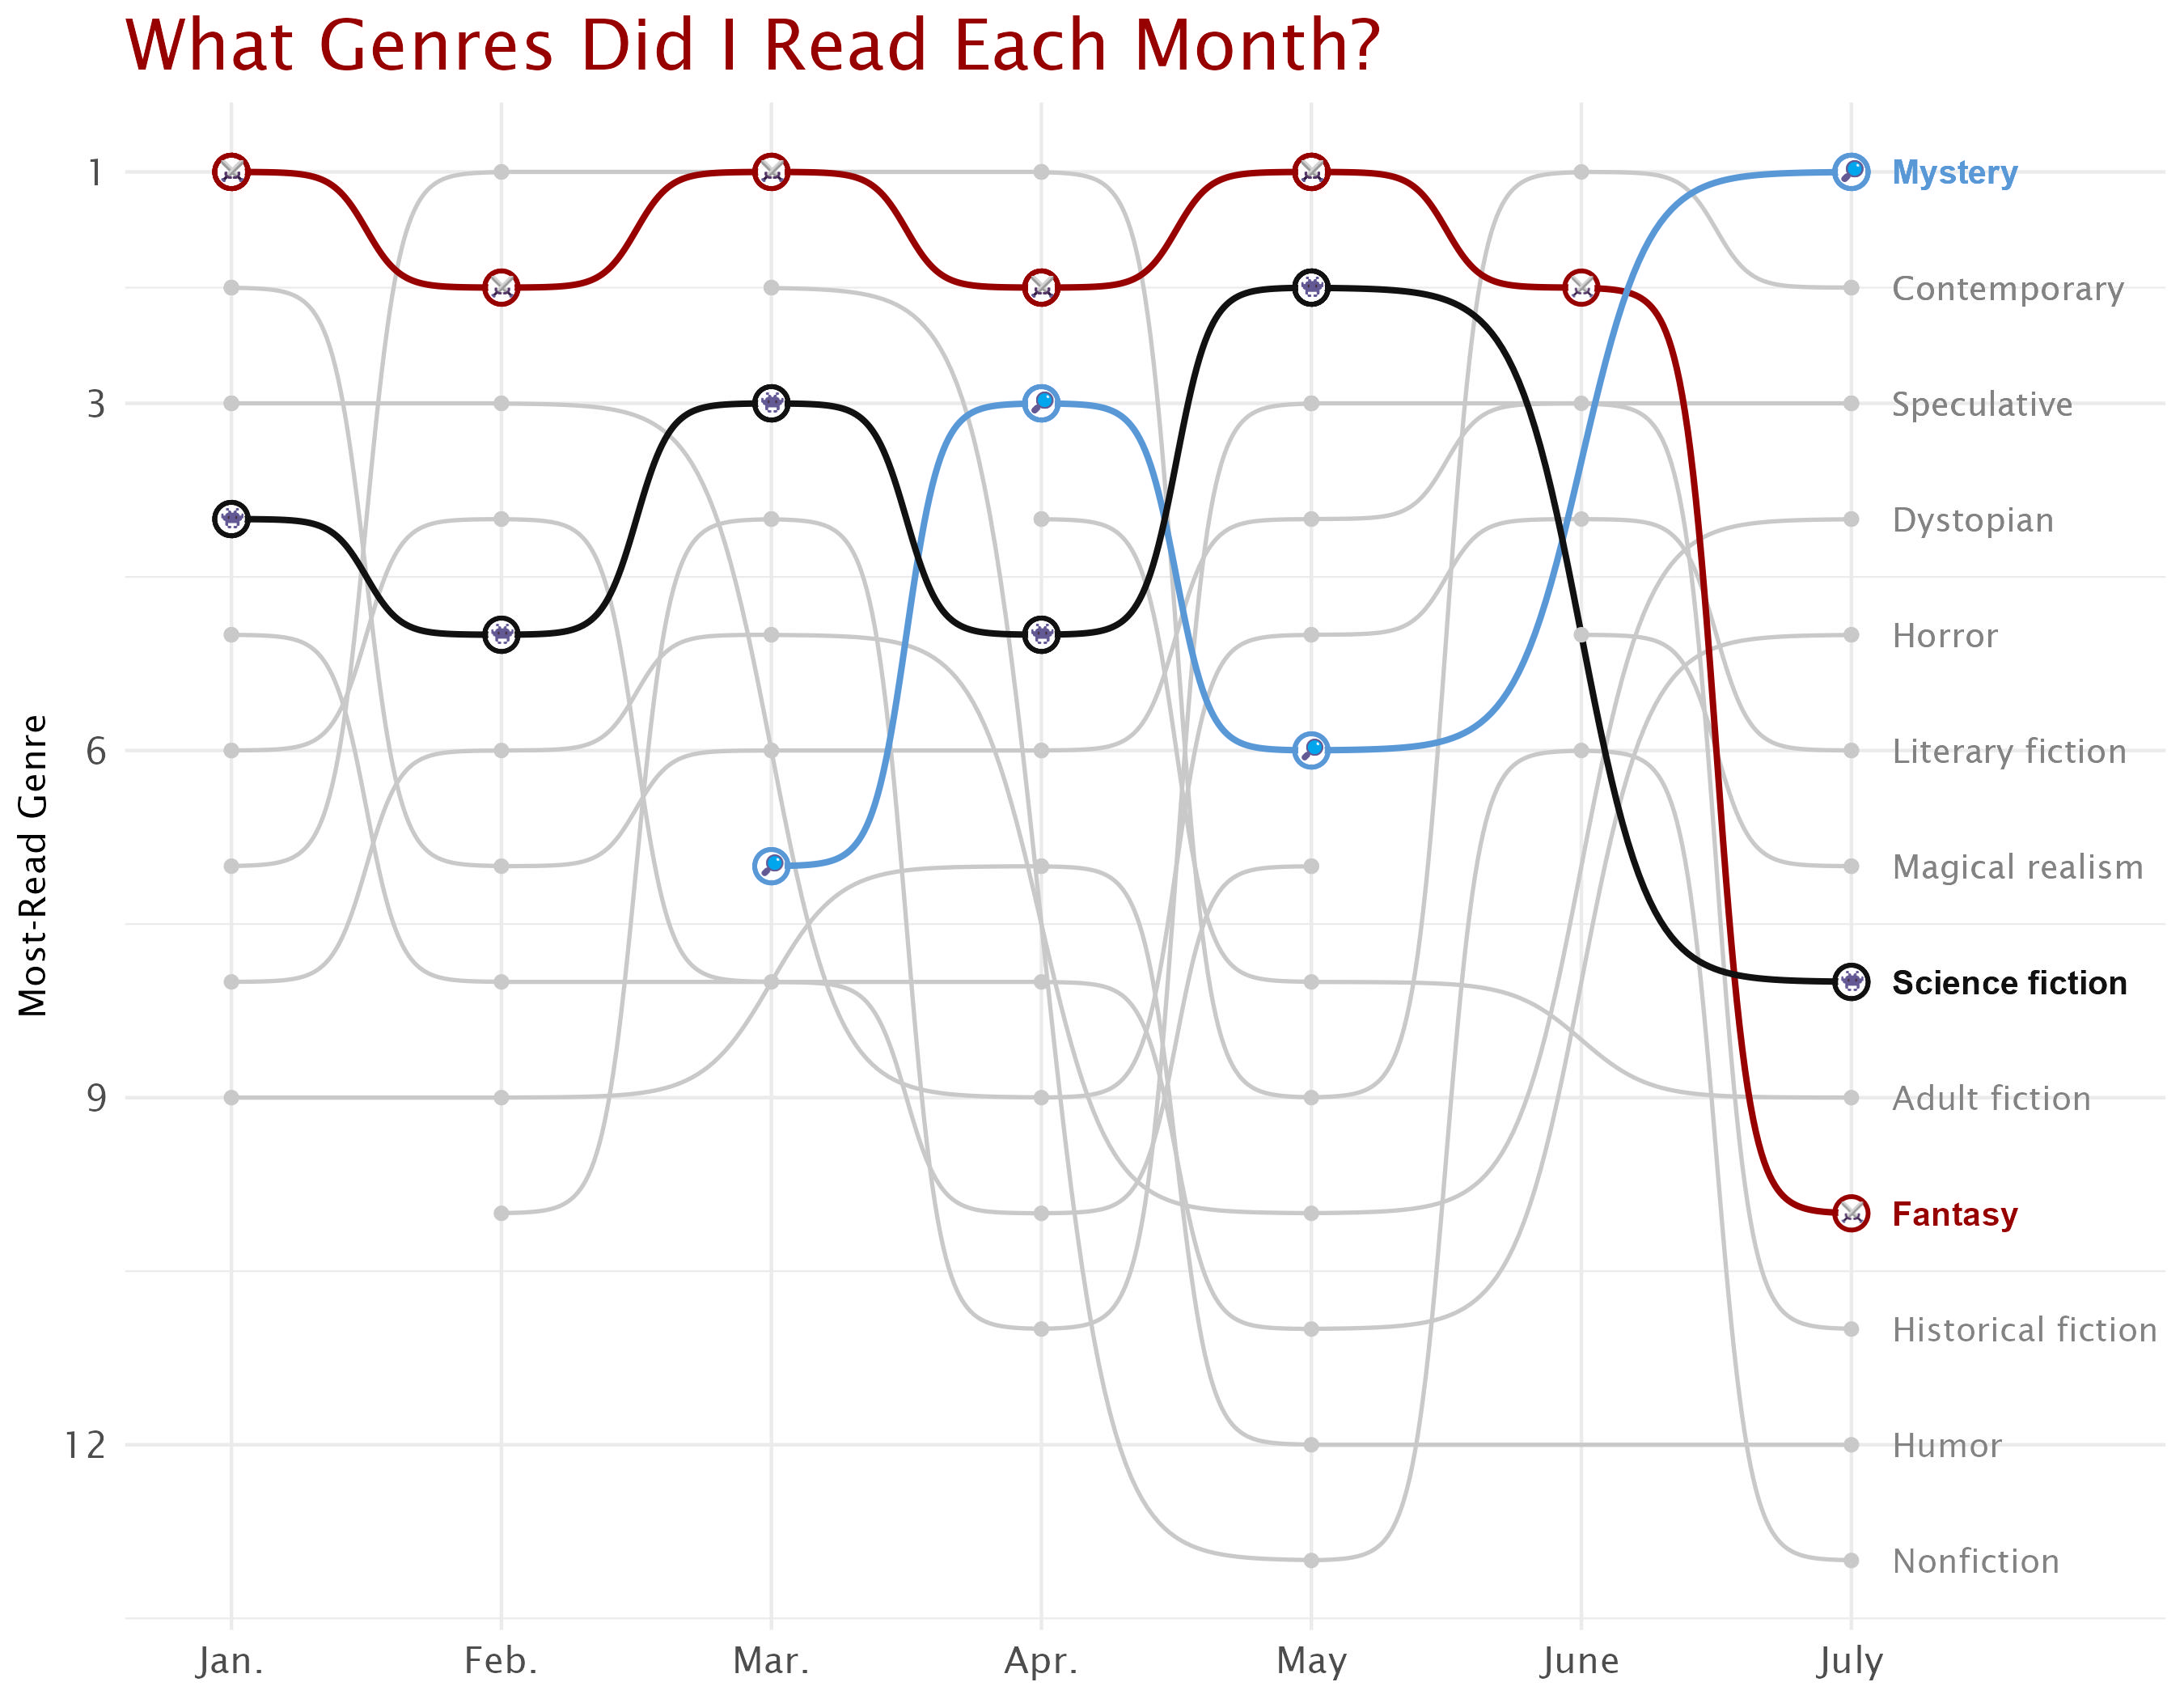 What Genres Did I Read Each Month?
Most-Read Genre
1
3
6
9
12
Mystery
Contemporary
Speculative
Dystopian
Horror
Literary fiction
Magical realism
Science fiction
Adult fiction
Fantasy
Historical fiction
Humor
Nonfiction
Jan. Feb. Mar. Apr. May June July